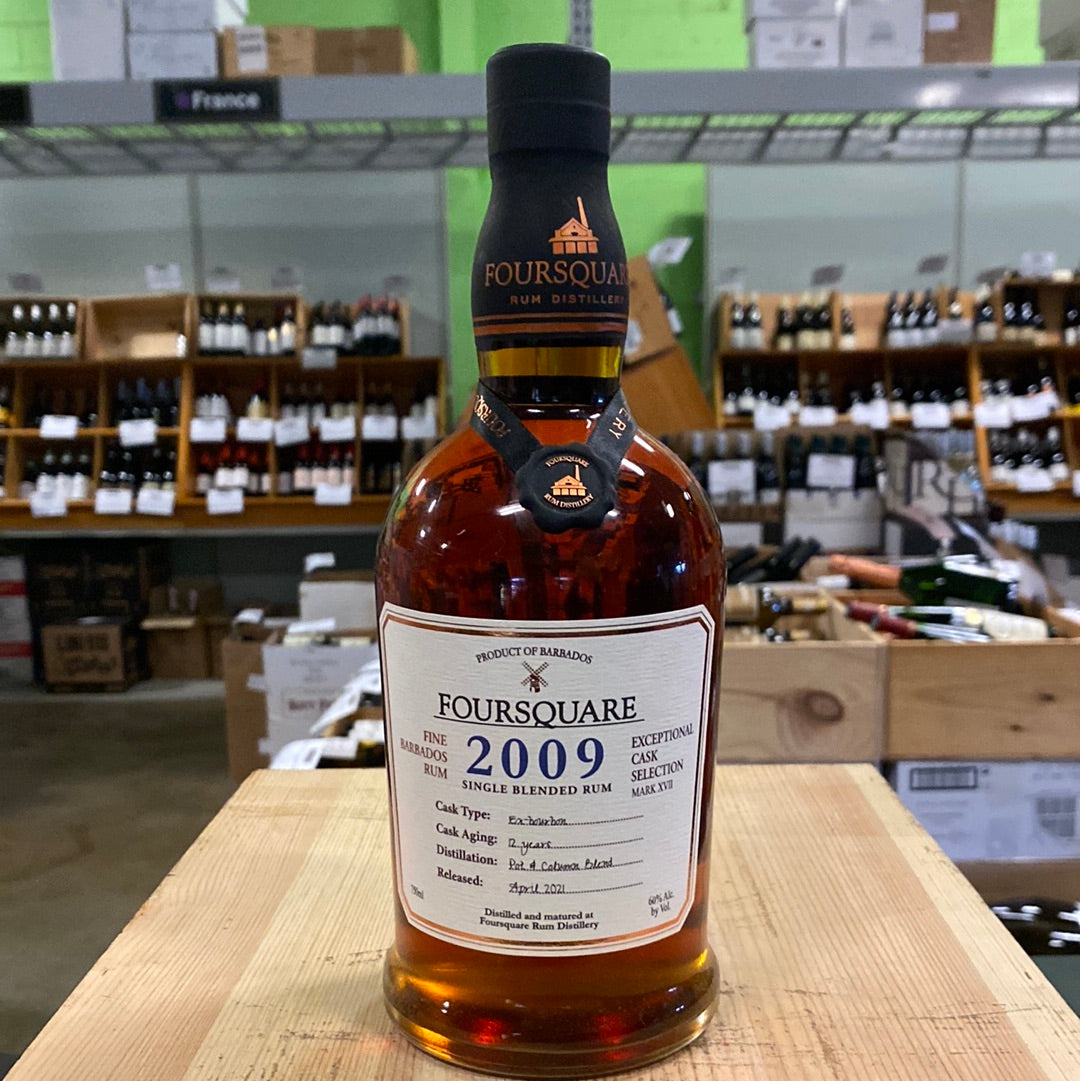 France
FOURSQUAR
RUM DISTILLERY
FOURSQUARE
RUM DISTILLERY
PRODUCT OF BARBADOS
FOURSQUARE
FINE
BARBADOS
RUM
2009
EXCEPTIONAL
CASK
SELECTION
MARK XVII
SINGLE BLENDED RUM
Cask Type: Ex-bourbon
Cask Aging: 12 years
Distillation: Pot & Column Blend
Released: April 2021
750ml
60% Alc.
by Vol.
Distilled and matured at
Foursquare Rum Distillery